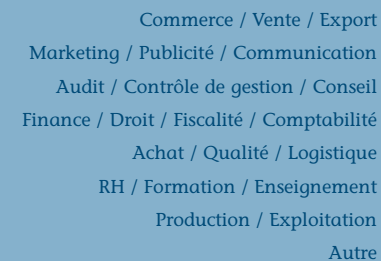 Commerce / Vente / Export
Marketing / Publicité / Communication
Audit / Contrôle de gestion / Conseil
Finance / Droit / Fiscalité / Comptabilité
Achat / Qualité / Logistique
RH / Formation / Enseignement
Production / Exploitation
Autre